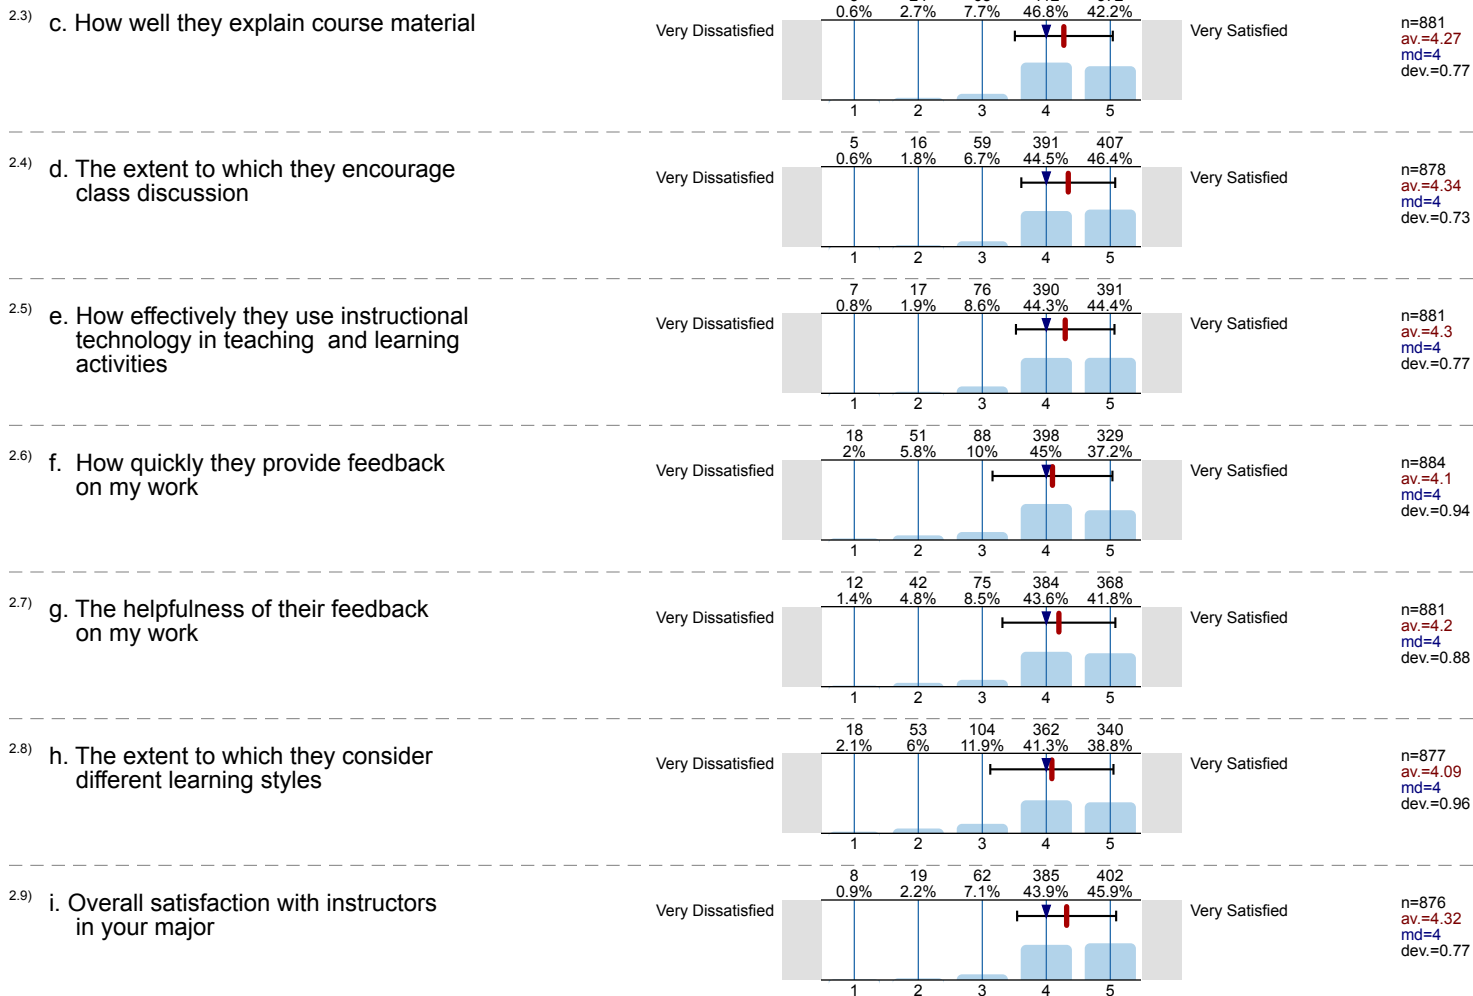 0.6% 2.7% 7.7% 46.8% 42.2%
2.3) c. How well they explain course material
Very Dissatisfied
Very Satisfied
n=881
av.=4.27
md=4
dev.=0.77
1 2 3 4 5
5 16 59 391 407
0.6% 1.8% 6.7% 44.5% 46.4%
2.4) d. The extent to which they encourage
class discussion
Very Dissatisfied
Very Satisfied
n=878
av.=4.34
md=4
dev.=0.73
1 2 3 4 5
7 17 76 390 391
0.8% 1.9% 8.6% 44.3% 44.4%
2.5) e. How effectively they use instructional
technology in teaching and learning
activities
Very Dissatisfied
Very Satisfied
n=881
av.=4.3
md=4
dev.=0.77
1 2 3 4 5
18 51 88 398 329
2% 5.8% 10% 45% 37.2%
2.6) f. How quickly they provide feedback
on my work
Very Dissatisfied
Very Satisfied
n=884
av.=4.1
md=4
dev.=0.94
1 2 3 4 5
12 42 75 384 368
1.4% 4.8% 8.5% 43.6% 41.8%
2.7) g. The helpfulness of their feedback
on my work
Very Dissatisfied
Very Satisfied
n=881
av.=4.2
md=4
dev.=0.88
1 2 3 4 5
18 53 104 362 340
2.1% 6% 11.9% 41.3% 38.8%
2.8) h. The extent to which they consider
different learning styles
Very Dissatisfied
Very Satisfied
n=877
av.=4.09
md=4
dev.=0.96
1 2 3 4 5
8 19 62 385 402
0.9% 2.2% 7.1% 43.9% 45.9%
2.9) i. Overall satisfaction with instructors
in your major
Very Dissatisfied
Very Satisfied
n=876
av.=4.32
md=4
dev.=0.77
1 2 3 4 5